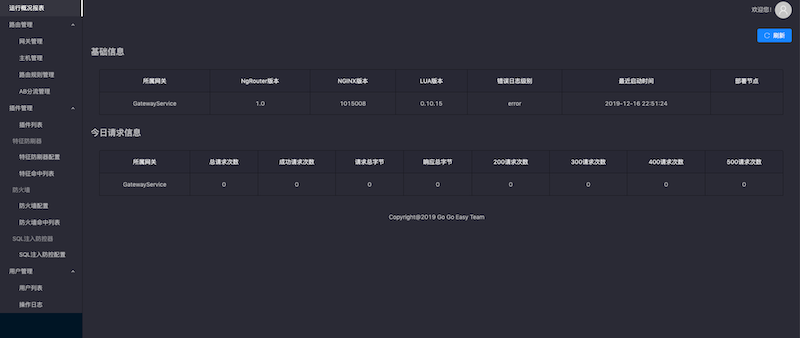 运行概况报表
欢迎您!
路由管理
网关管理
主机管理
路由规则管理
AB分流管理
插件管理
插件列表
特征防刷器
特征防刷器配置
特征命中列表
防火墙
防火墙配置
防火墙命中列表
SQL注入防控器
SQL注入防控配置
用户管理
用户列表
操作日志
刷新
基础信息
所属网关 NgRouter版本 NGINX版本 LUA版本 错误日志级别 最近启动时间 部署节点
GatewayService 1.0 1015008 0.10.15 error 2019-12-16 22:51:24
今日请求信息
所属网关 总请求次数 成功请求次数 请求总字节 响应总字节 200请求次数 300请求次数 400请求次数 500请求次数
GatewayService 0 0 0 0 0 0 0 0
Copyright@2019 Go Go Easy Team